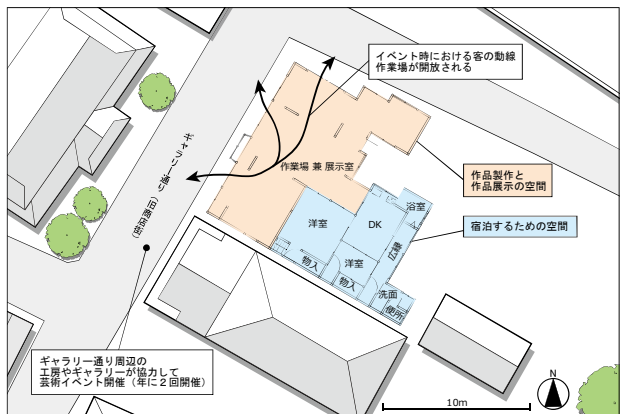 イベント時における客の動線
作業場が開放される
ギャラリー通り(旧商店街)
作業場 兼 展示室
作品製作と
作品展示の空間
浴室
洋室
DK
宿泊するための空間
広縁
洋室
物入
物入
洗面
便所
ギャラリー通り周辺の
工房やギャラリーが協力して
芸術イベント開催(年に2回開催)
N
10m